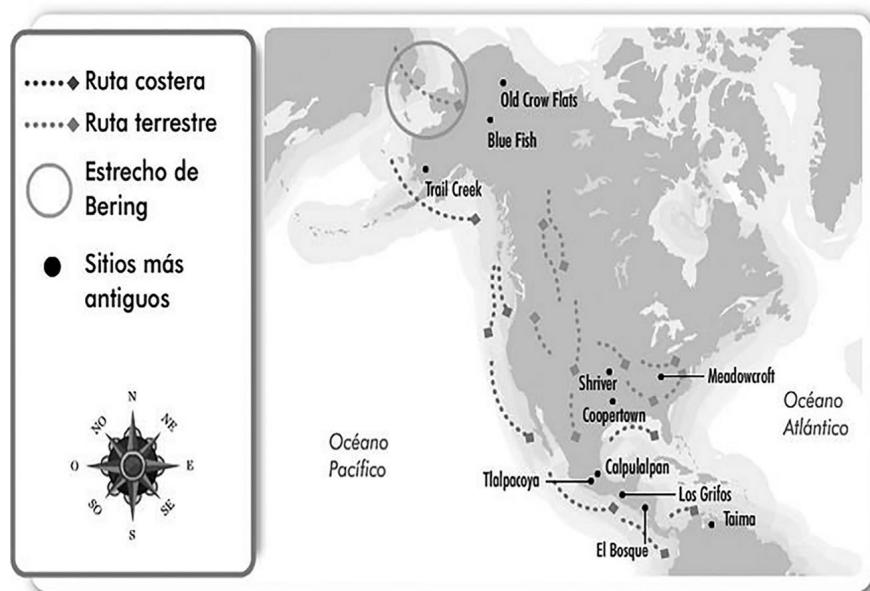 Ruta costera
Ruta terrestre
Estrecho de
Bering
Sitios más
antiguos
N
NO
NE
O
E
SO
SE
S
Old Crow Flats
Blue Fish
Trail Creek
Shriver
Meadowcroft
Coopertown
Océano
Atlántico
Océano
Pacífico
Calpulalpan
Tlalpacoya
Los Grifos
Taima
El Bosque